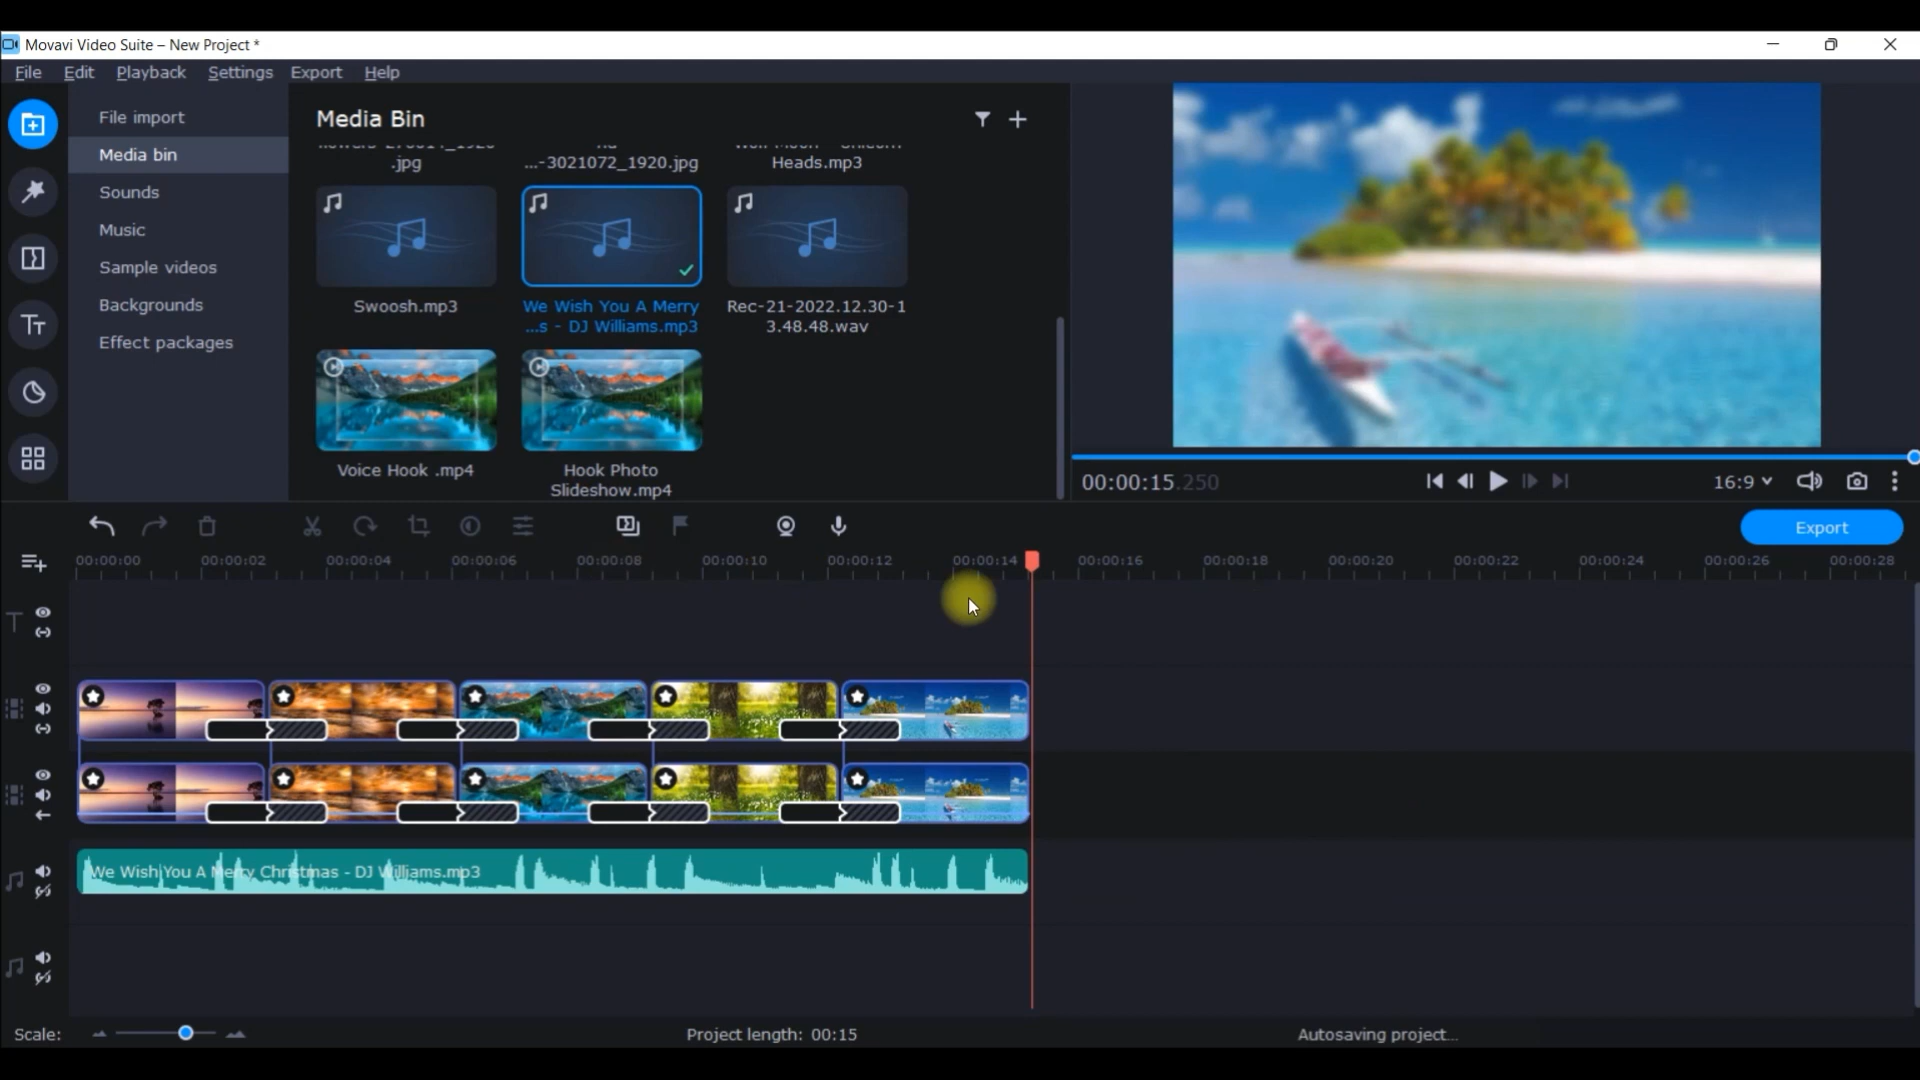 Movavi Video Suite – New Project *
File Edit Playback Settings Export Help
File import
Media bin
Sounds
Music
Sample videos
Backgrounds
Effect packages
Media Bin
.jpg
...-3021072_1920.jpg
Heads.mp3
Swoosh.mp3
We Wish You A Merry
...s - DJ Williams.mp3
Rec-21-2022.12.30-1
3.48.48.wav
Voice Hook .mp4
Hook Photo
Slideshow.mp4
00:00:15.250
16:9
Export
00:00:00 00:00:02 00:00:04 00:00:06 00:00:08 00:00:10 00:00:12 00:00:14 00:00:16 00:00:18 00:00:20 00:00:22 00:00:24 00:00:26 00:00:28
We Wish You A Merry Christmas - DJ Williams.mp3
Scale:
Project length: 00:15
Autosaving project...